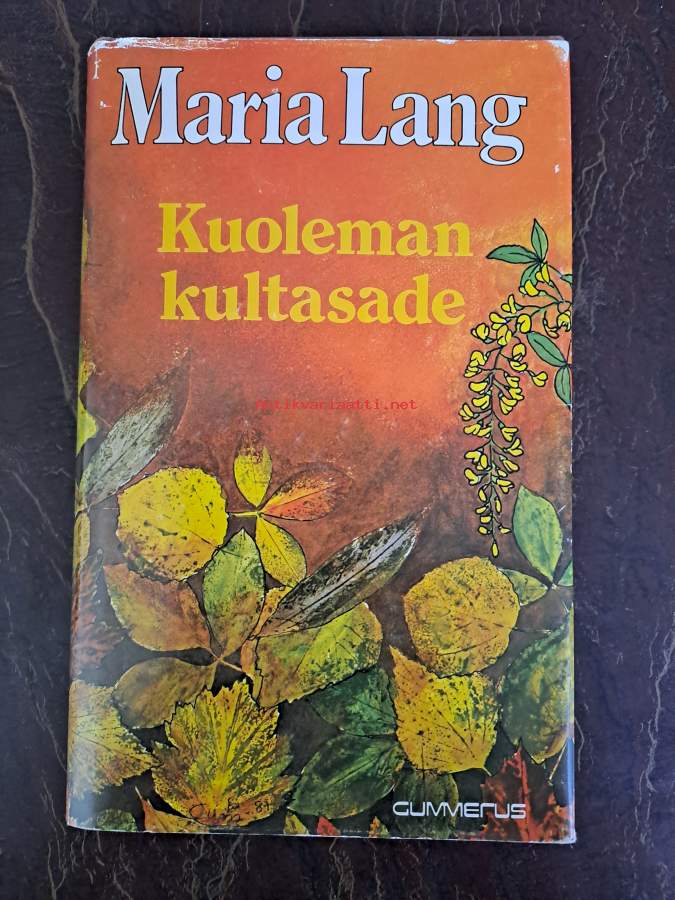 Maria Lang
Kuoleman
kultasade
antikvariaatti.net
GUMMERUS